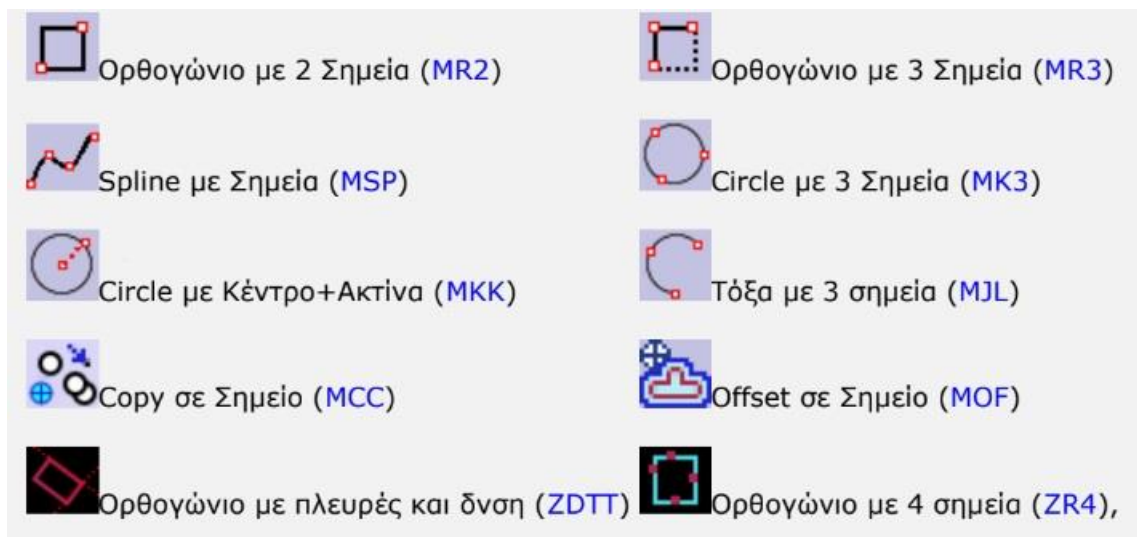 Ορθογώνιο με 2 Σημεία (MR2) Ορθογώνιο με 3 Σημεία (MR3)
Spline με Σημεία (MSP) Circle με 3 Σημεία (MK3)
Circle με Κέντρο+Ακτίνα (MKK) Τόξα με 3 σημεία (MJL)
Copy σε Σημείο (MCC) Offset σε Σημείο (MOF)
Ορθογώνιο με πλευρές και δνση (ZDTT) Ορθογώνιο με 4 σημεία (ZR4),